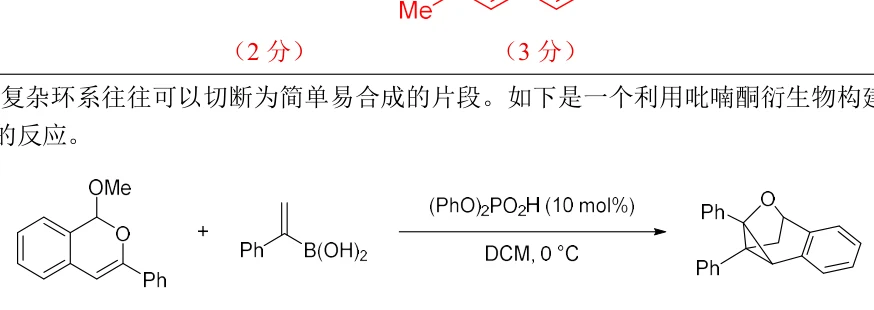 Me
（2 分） （3 分）
复杂环系往往可以切断为简单易合成的片段。如下是一个利用吡喃酮衍生物构建
的反应。
OMe
O
Ph
+
Ph B(OH)₂
(PhO)₂PO₂H (10 mol%)
DCM, 0 °C
Ph O
Ph